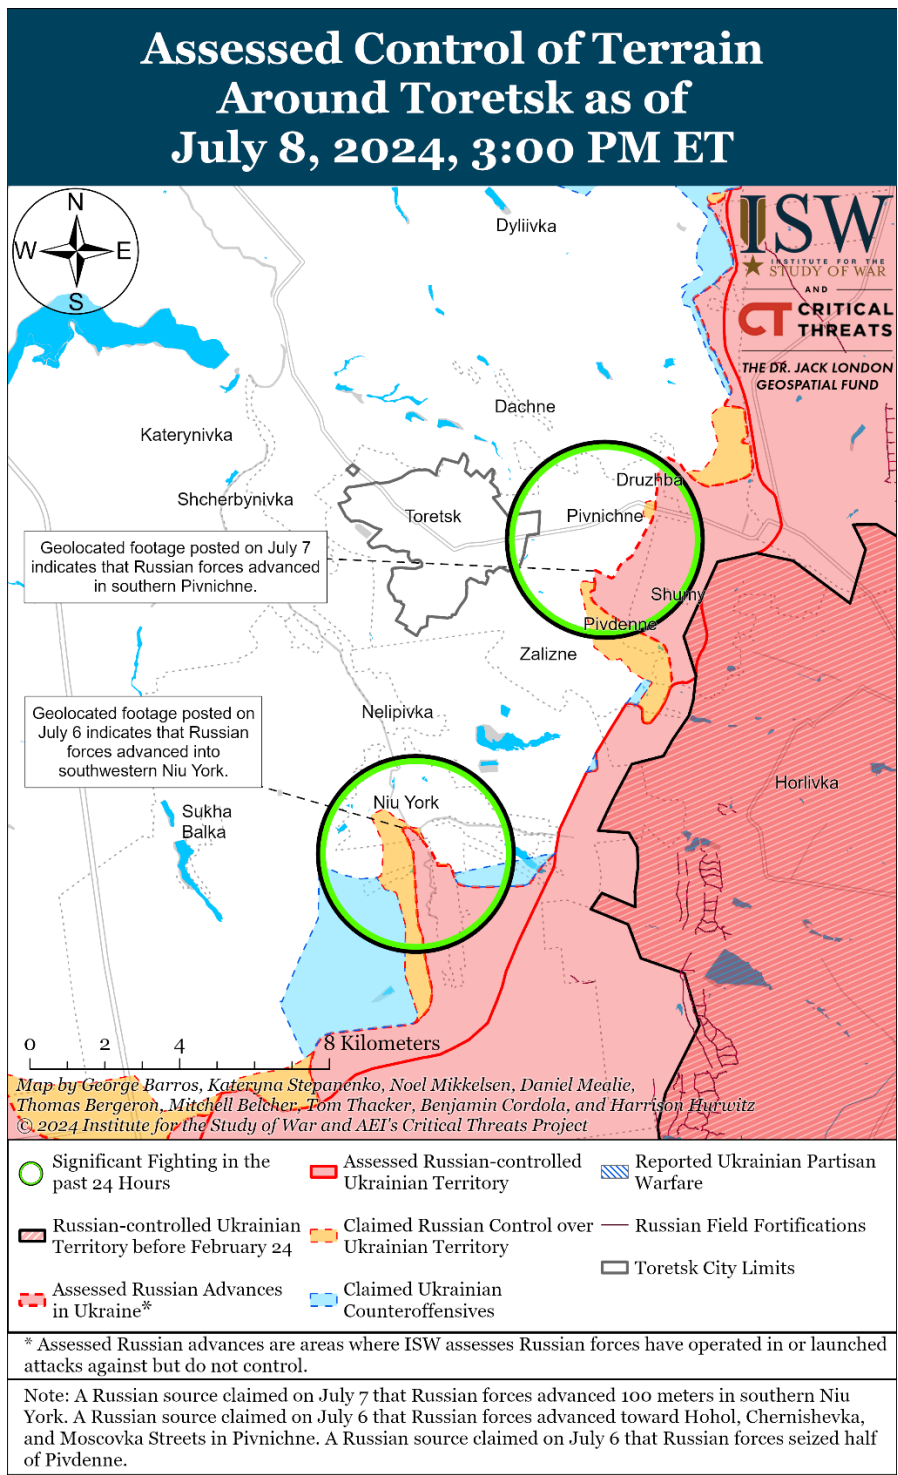 Assessed Control of Terrain
Around Toretsk as of
July 8, 2024, 3:00 PM ET
N
W
E
S
ISW
INSTITUTE FOR THE
STUDY OF WAR
AND
CT CRITICAL
THREATS
THE DR. JACK LONDON
GEOSPATIAL FUND
Dyliivka
Dachne
Katerynivka
Shcherbynivka
Druzhba
Toretsk
Pivnichne
Geolocated footage posted on July 7
indicates that Russian forces advanced
in southern Pivnichne.
Shumy
Pivdenne
Zalizne
Nelipivka
Geolocated footage posted on
July 6 indicates that Russian
forces advanced into
southwestern Niu York.
Horlivka
Niu York
Sukha
Balka
0 2 4 8 Kilometers
Map by George Barros, Kateryna Stepanenko, Noel Mikkelsen, Daniel Mealie,
Thomas Bergeron, Mitchell Belcher, Tom Thacker, Benjamin Cordola, and Harrison Hurwitz
© 2024 Institute for the Study of War and AEI's Critical Threats Project
Significant Fighting in the
past 24 Hours
Russian-controlled Ukrainian
Territory before February 24
Assessed Russian Advances
in Ukraine*
Assessed Russian-controlled
Ukrainian Territory
Claimed Russian Control over
Ukrainian Territory
Claimed Ukrainian
Counteroffensives
Reported Ukrainian Partisan
Warfare
Russian Field Fortifications
Toretsk City Limits
* Assessed Russian advances are areas where ISW assesses Russian forces have operated in or launched
attacks against but do not control.
Note: A Russian source claimed on July 7 that Russian forces advanced 100 meters in southern Niu
York. A Russian source claimed on July 6 that Russian forces advanced toward Hohol, Chernishevka,
and Moscovka Streets in Pivnichne. A Russian source claimed on July 6 that Russian forces seized half
of Pivdenne.